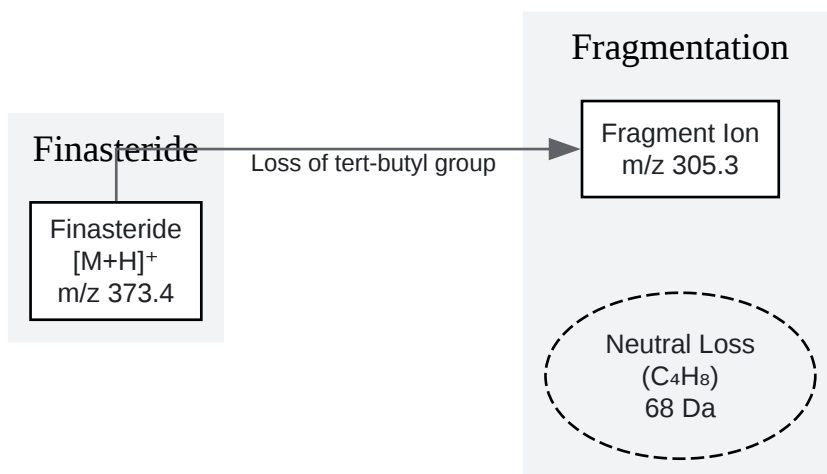 Finasteride
Finasteride
[M+H]⁺
m/z 373.4
Loss of tert-butyl group
Fragmentation
Fragment Ion
m/z 305.3
Neutral Loss
(C₄H₈)
68 Da